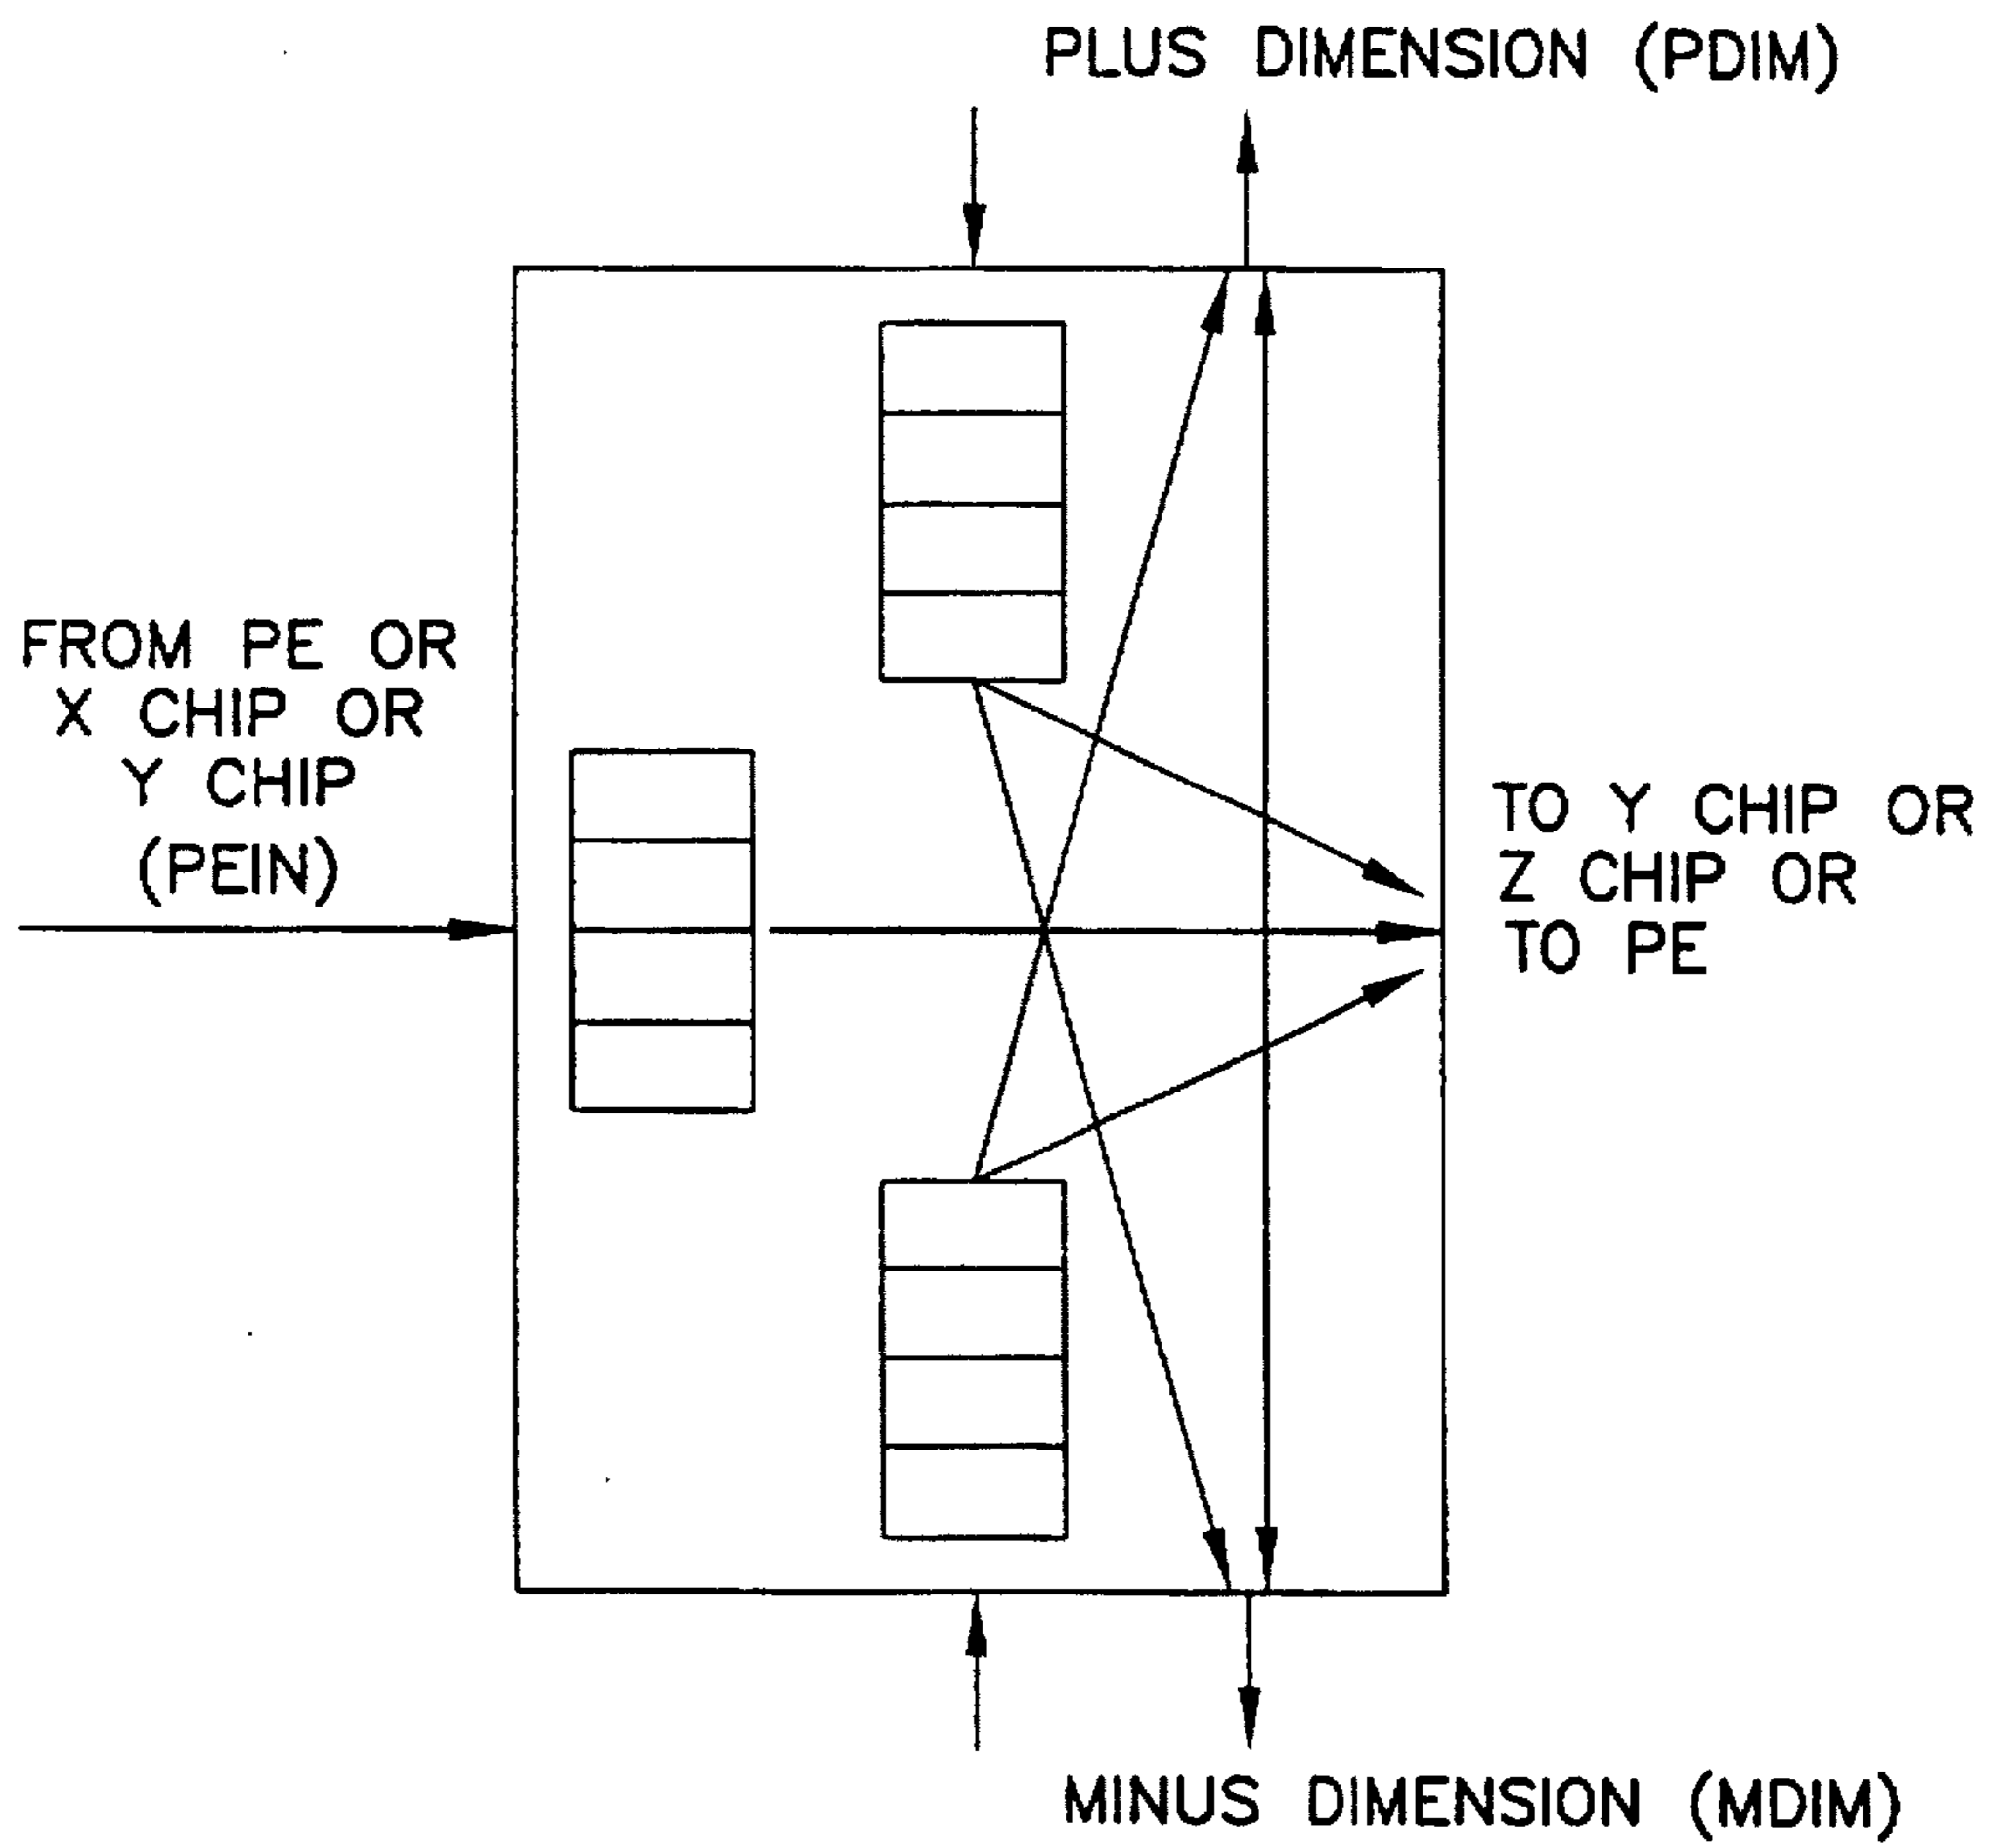 PLUS DIMENSION (PDIM)
FROM PE OR
X CHIP OR
Y CHIP
(PEIN)
TO Y CHIP OR
Z CHIP OR
TO PE
MINUS DIMENSION (MDIM)